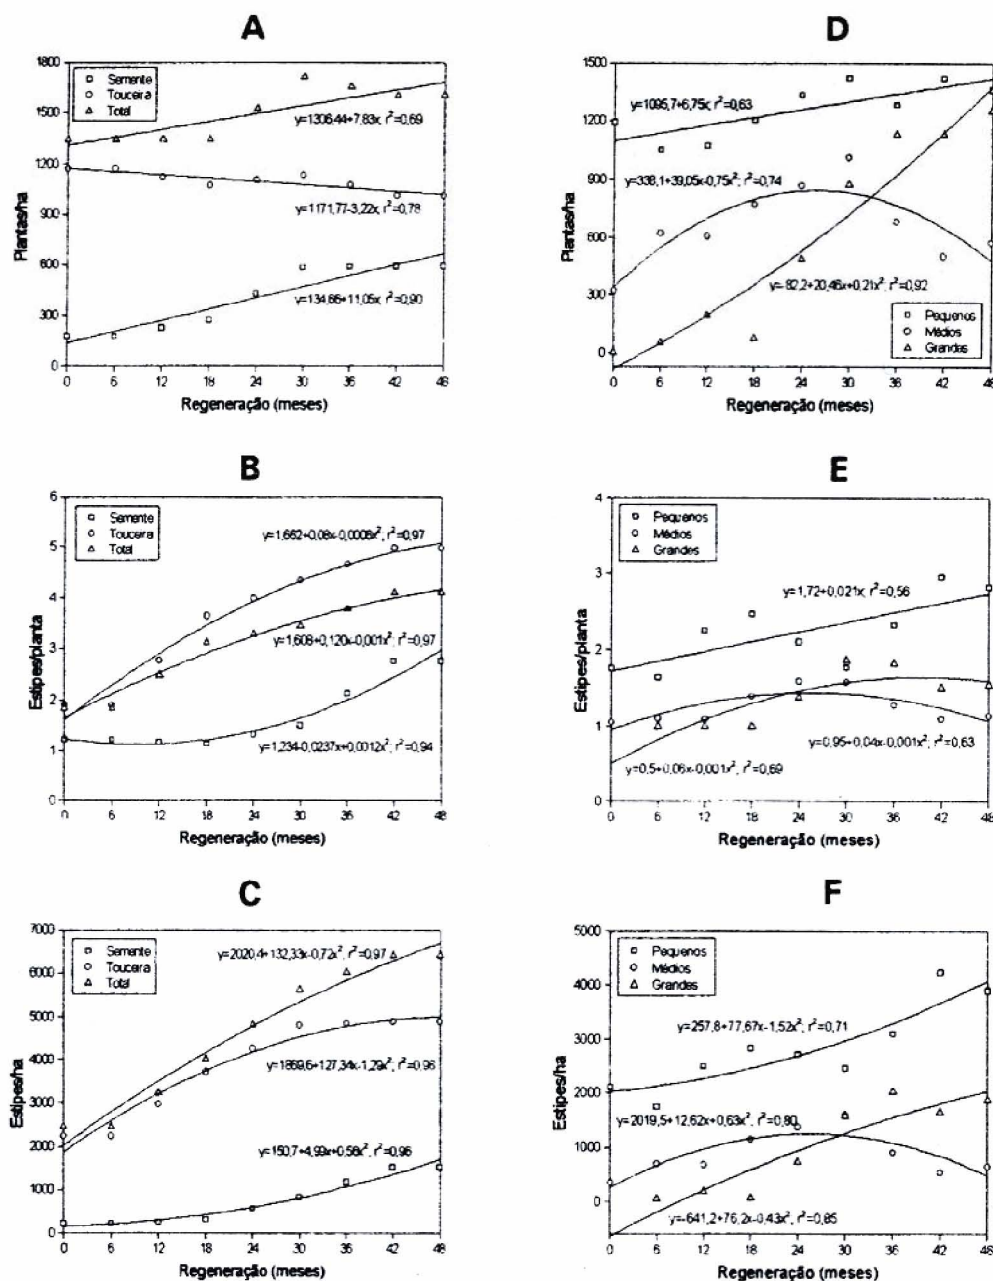 A
1800
1500
1200
900
600
300
0
Plantas/ha
Semente
Touceira
Total
y=1306,44+7,83x, r²=0,69
y=1171,77-3,22x, r²=0,78
y=134,66+11,05x, r²=0,90
0 6 12 18 24 30 36 42 48
Regeneração (meses)
D
1500
1200
900
600
300
0
Plantas/ha
y=1095,7+6,75x; r²=0,63
y=338,1+39,05x-0,75x²; r²=0,74
y=-82,2+20,46x+0,21x²; r²=0,92
Pequenos
Médios
Grandes
0 6 12 18 24 30 36 42 48
Regeneração (meses)
B
6
5
4
3
2
1
0
Estipes/planta
Semente
Touceira
Total
y=1,662+0,08x-0,0008x², r²=0,97
y=1,608+0,120x-0,001x²; r²=0,97
y=1,234-0,0237x+0,0012x²; r²=0,94
0 6 12 18 24 30 36 42 48
Regeneração (meses)
E
4
3
2
1
0
Estipes/planta
Pequenos
Médios
Grandes
y=1,72+0,021x; r²=0,56
y=0,95+0,04x-0,001x²; r²=0,63
y=0,5+0,06x-0,001x²; r²=0,69
0 6 12 18 24 30 36 42 48
Regeneração (meses)
C
7000
6000
5000
4000
3000
2000
1000
0
Estipes/ha
Semente
Touceira
Total
y=2020,4+132,33x-0,72x², r²=0,97
y=1869,6+127,34x-1,29x²; r²=0,96
y=150,7+4,99x+0,56x², r²=0,96
0 6 12 18 24 30 36 42 48
Regeneração (meses)
F
5000
4000
3000
2000
1000
0
Estipes/ha
Pequenos
Médios
Grandes
y=257,8+77,67x-1,52x²; r²=0,71
y=2019,5+12,62x+0,63x²; r²=0,80
y=-641,2+76,2x-0,43x²; r²=0,85
0 6 12 18 24 30 36 42 48
Regeneração (meses)